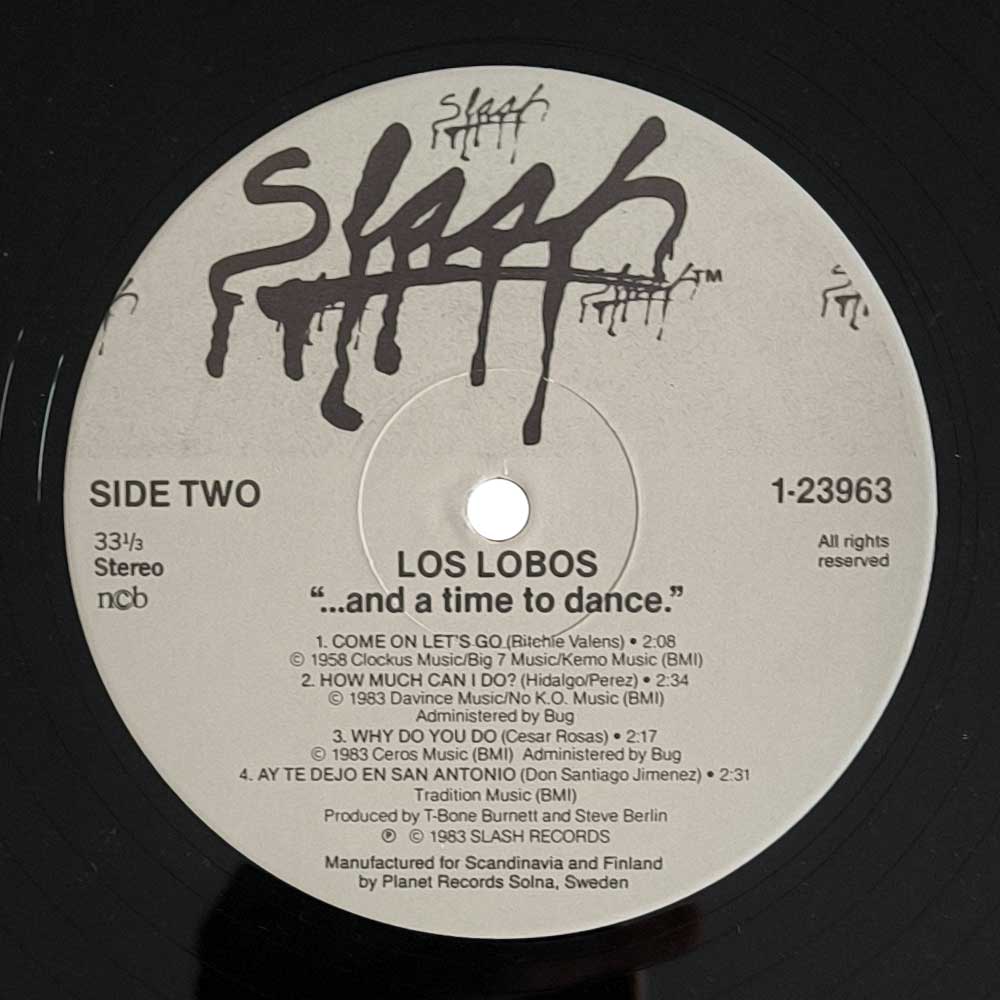 Slash
Slash
Slash
TM
SIDE TWO
1-23963
33 1/3
Stereo
ncb
All rights
reserved
LOS LOBOS
“...and a time to dance.”
1. COME ON LET'S GO (Ritchie Valens) • 2:08
© 1958 Clockus Music/Big 7 Music/Kemo Music (BMI)
2. HOW MUCH CAN I DO? (Hidalgo/Perez) • 2:34
© 1983 Davince Music/No K.O. Music (BMI)
Administered by Bug
3. WHY DO YOU DO (Cesar Rosas) • 2:17
© 1983 Ceros Music (BMI) Administered by Bug
4. AY TE DEJO EN SAN ANTONIO (Don Santiago Jimenez) • 2:31
Tradition Music (BMI)
Produced by T-Bone Burnett and Steve Berlin
℗ © 1983 SLASH RECORDS
Manufactured for Scandinavia and Finland
by Planet Records Solna, Sweden